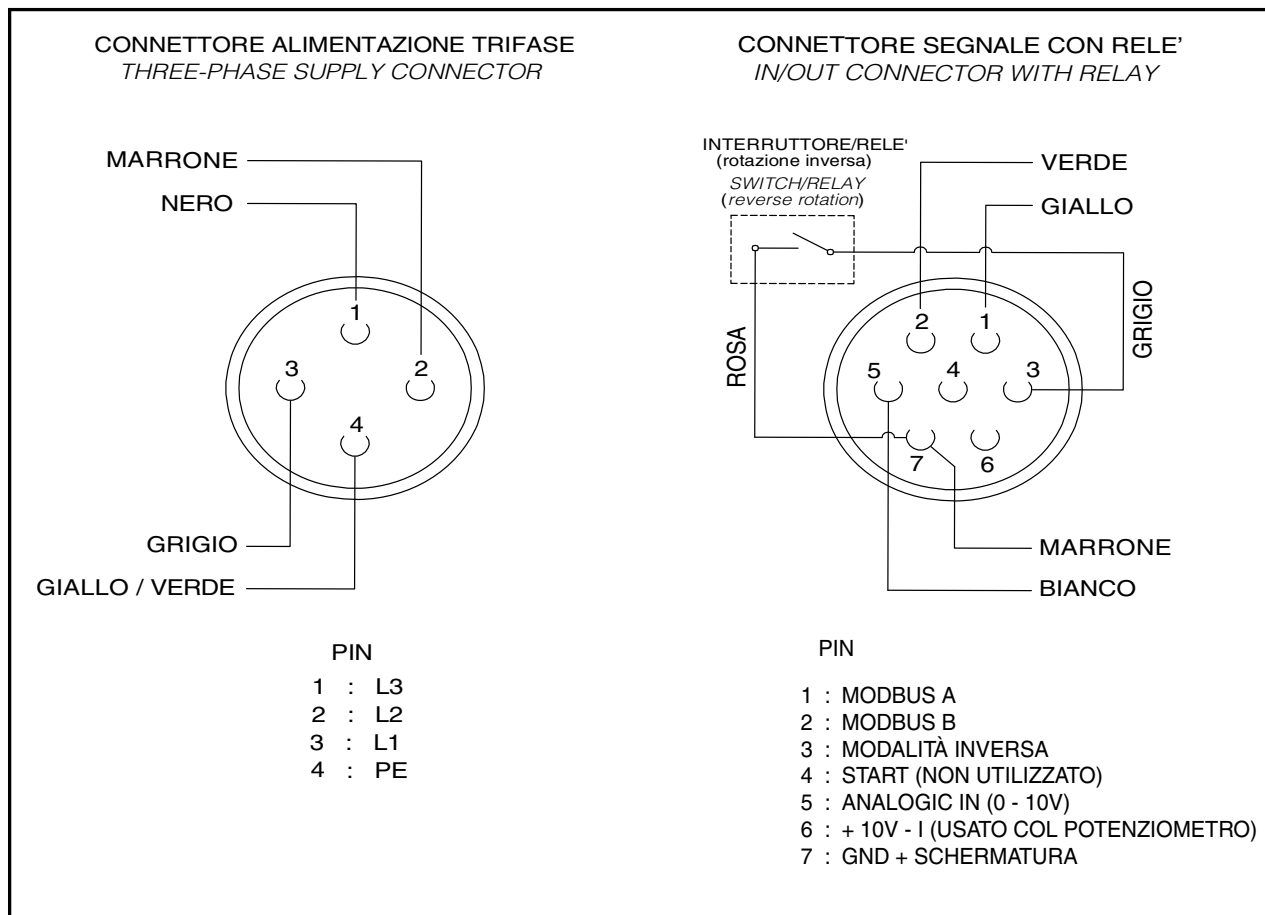 CONNETTORE ALIMENTAZIONE TRIFASE
THREE-PHASE SUPPLY CONNECTOR
MARRONE
NERO
1
3
2
4
GRIGIO
GIALLO / VERDE
PIN
1 : L3
2 : L2
3 : L1
4 : PE
CONNETTORE SEGNALE CON RELE'
IN/OUT CONNECTOR WITH RELAY
INTERRUTTORE/RELE'
(rotazione inversa)
SWITCH/RELAY
(reverse rotation)
VERDE
GIALLO
GRIGIO
ROSA
2
1
5
4
3
7
6
MARRONE
BIANCO
PIN
1 : MODBUS A
2 : MODBUS B
3 : MODALITÀ INVERSA
4 : START (NON UTILIZZATO)
5 : ANALOGIC IN (0 - 10V)
6 : + 10V - I (USATO COL POTENZIOMETRO)
7 : GND + SCHERMATURA